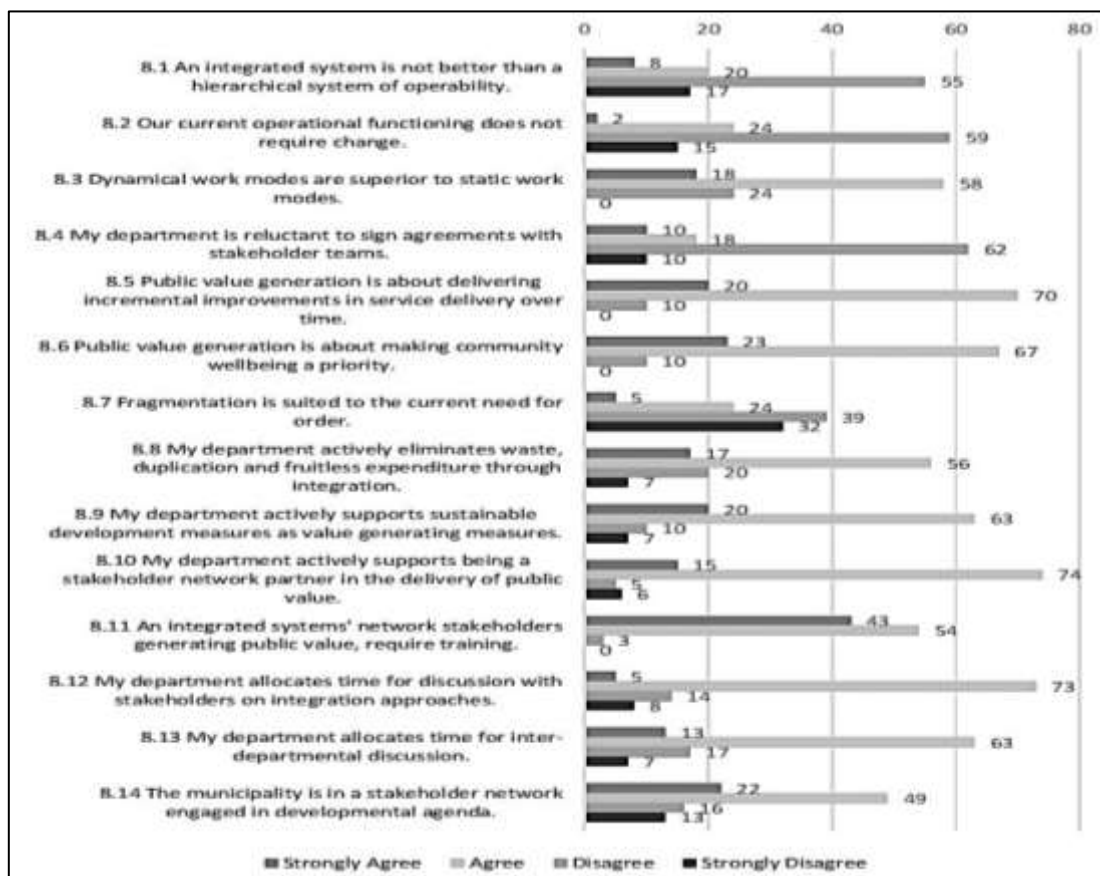 0 20 40 60 80
8.1 An integrated system is not better than a
hierarchical system of operability.
8
20
55
17
8.2 Our current operational functioning does not
require change.
2
24
59
15
8.3 Dynamical work modes are superior to static work
modes.
18
58
24
0
8.4 My department is reluctant to sign agreements with
stakeholder teams.
10
18
62
10
8.5 Public value generation is about delivering
incremental improvements in service delivery over
time.
20
70
10
0
8.6 Public value generation is about making community
wellbeing a priority.
23
67
10
0
8.7 Fragmentation is suited to the current need for
order.
5
24
39
32
8.8 My department actively eliminates waste,
duplication and fruitless expenditure through
integration.
17
56
20
7
8.9 My department actively supports sustainable
development measures as value generating measures.
20
63
10
7
8.10 My department actively supports being a
stakeholder network partner in the delivery of public
value.
15
74
5
6
8.11 An integrated systems' network stakeholders
generating public value, require training.
43
54
3
0
8.12 My department allocates time for discussion with
stakeholders on integration approaches.
5
73
14
8
8.13 My department allocates time for inter-
departmental discussion.
13
63
17
7
8.14 The municipality is in a stakeholder network
engaged in developmental agenda.
22
49
16
13
Strongly Agree Agree Disagree Strongly Disagree